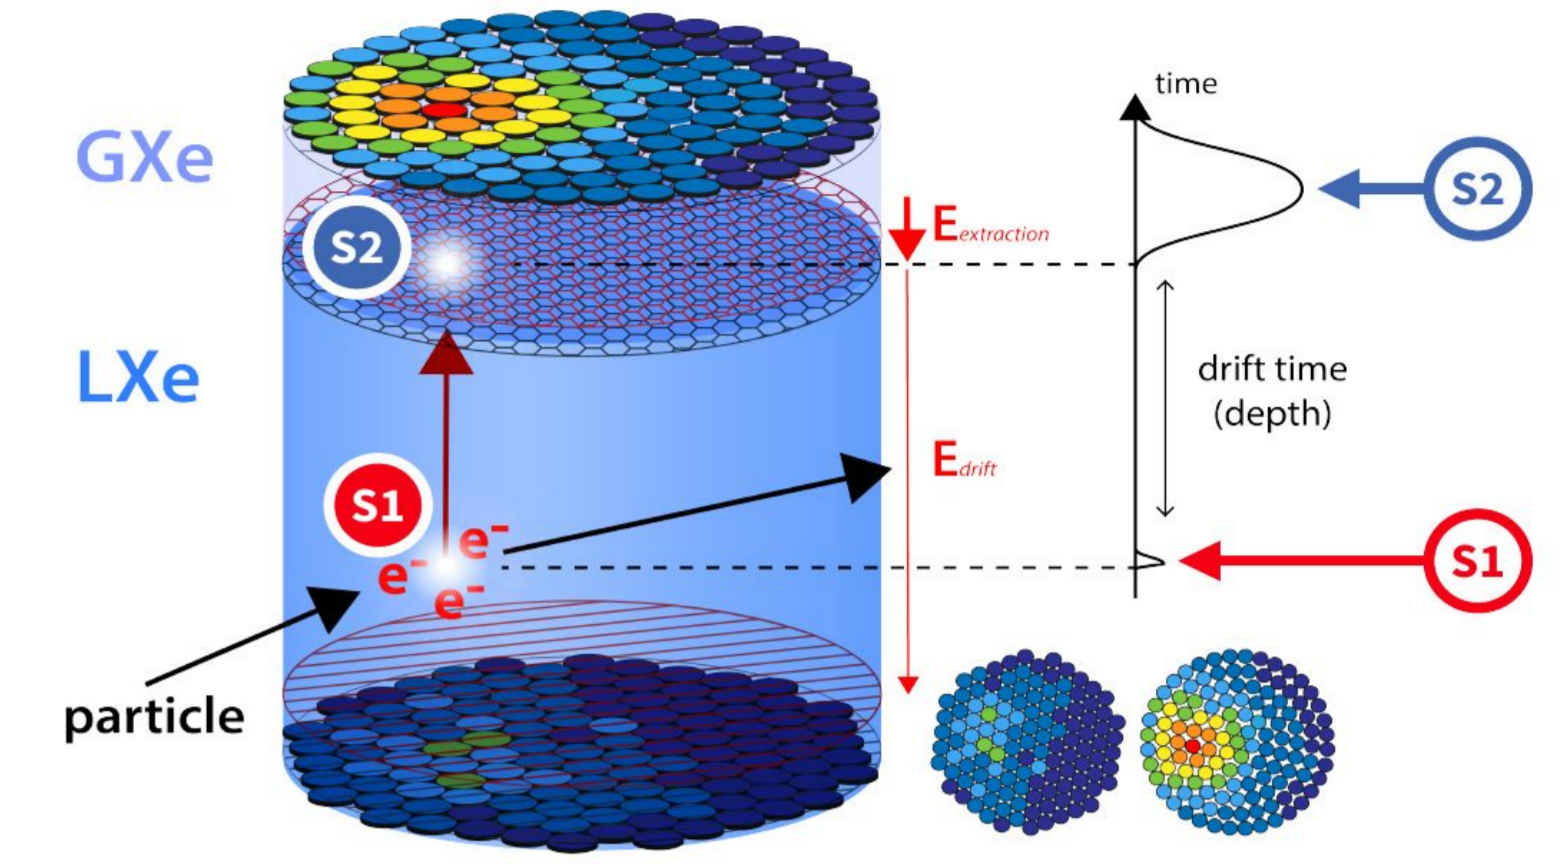 time
GXe
S2
S2
E extraction
LXe
drift time
(depth)
E drift
S1
e-
e-
e-
S1
particle